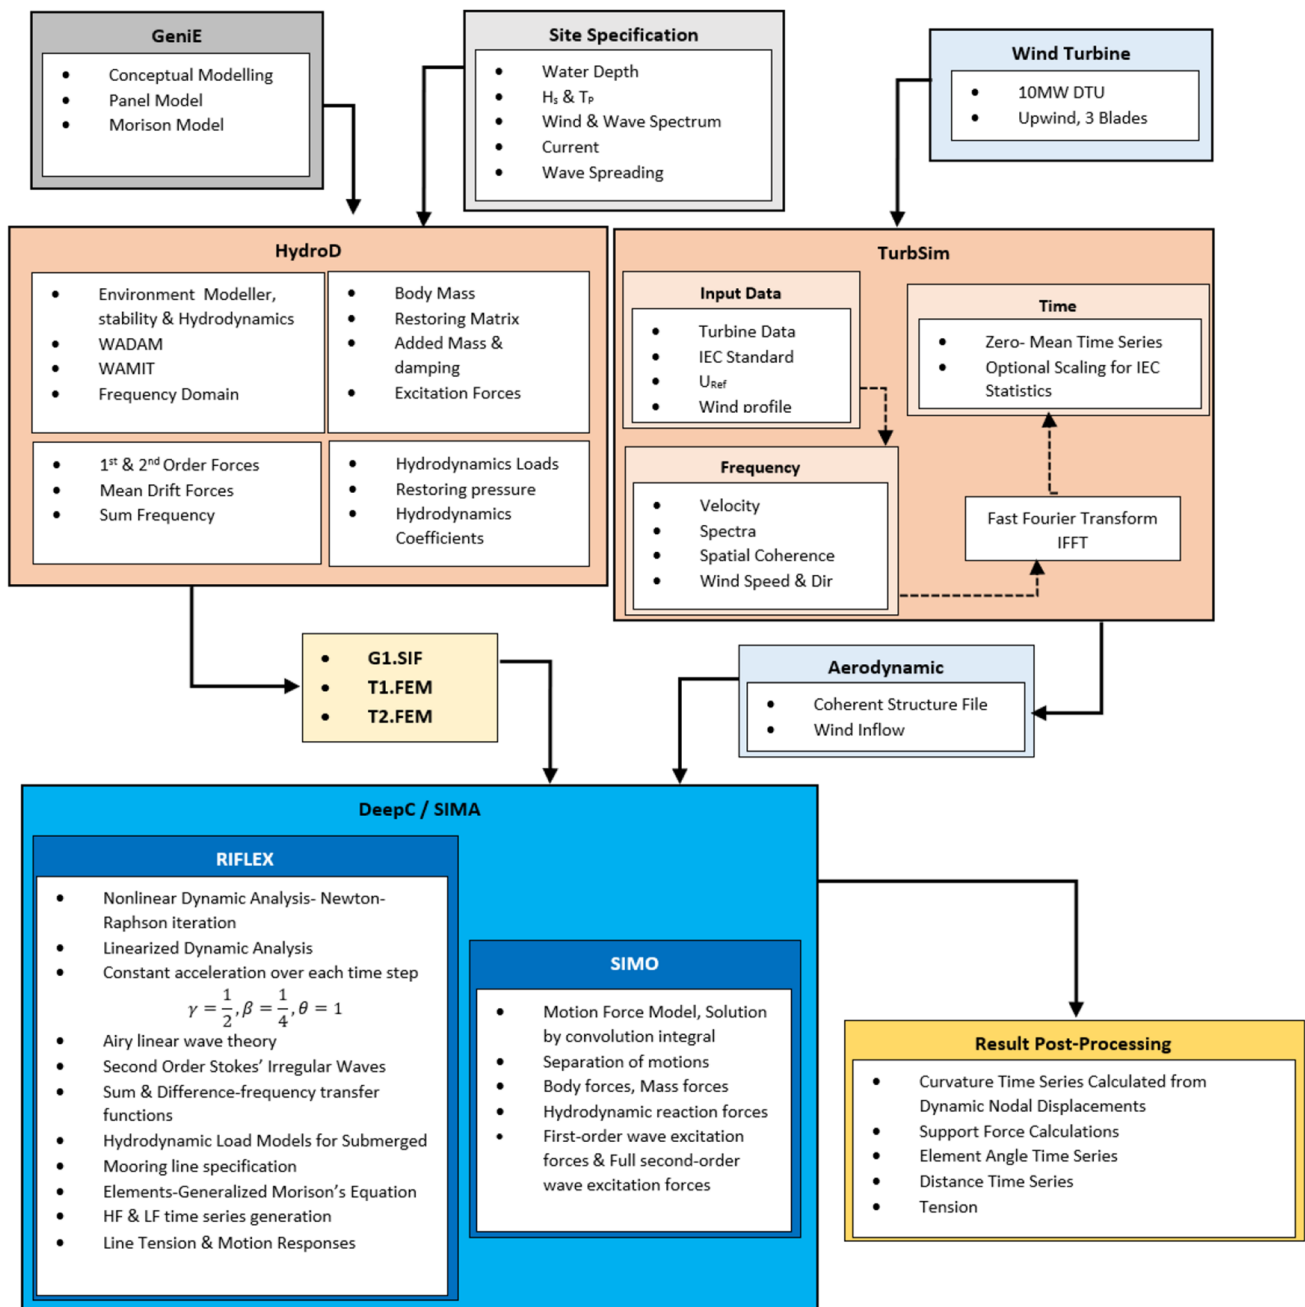 GeniE
• Conceptual Modelling
• Panel Model
• Morison Model
Site Specification
• Water Depth
• Hₛ & Tₚ
• Wind & Wave Spectrum
• Current
• Wave Spreading
Wind Turbine
• 10MW DTU
• Upwind, 3 Blades
HydroD
• Environment Modeller,
stability & Hydrodynamics
• WADAM
• WAMIT
• Frequency Domain
• Body Mass
• Restoring Matrix
• Added Mass &
damping
• Excitation Forces
• 1st & 2nd Order Forces
• Mean Drift Forces
• Sum Frequency
• Hydrodynamics Loads
• Restoring pressure
• Hydrodynamics
Coefficients
TurbSim
Input Data
• Turbine Data
• IEC Standard
• URef
• Wind profile
Frequency
• Velocity
• Spectra
• Spatial Coherence
• Wind Speed & Dir
Time
• Zero- Mean Time Series
• Optional Scaling for IEC
Statistics
Fast Fourier Transform
IFFT
• G1.SIF
• T1.FEM
• T2.FEM
Aerodynamic
• Coherent Structure File
• Wind Inflow
DeepC / SIMA
RIFLEX
• Nonlinear Dynamic Analysis- Newton-
Raphson iteration
• Linearized Dynamic Analysis
• Constant acceleration over each time step
γ = 1/2, β = 1/4, θ = 1
• Airy linear wave theory
• Second Order Stokes’ Irregular Waves
• Sum & Difference-frequency transfer
functions
• Hydrodynamic Load Models for Submerged
• Mooring line specification
• Elements-Generalized Morison’s Equation
• HF & LF time series generation
• Line Tension & Motion Responses
SIMO
• Motion Force Model, Solution
by convolution integral
• Separation of motions
• Body forces, Mass forces
• Hydrodynamic reaction forces
• First-order wave excitation
forces & Full second-order
wave excitation forces
Result Post-Processing
• Curvature Time Series Calculated from
Dynamic Nodal Displacements
• Support Force Calculations
• Element Angle Time Series
• Distance Time Series
• Tension